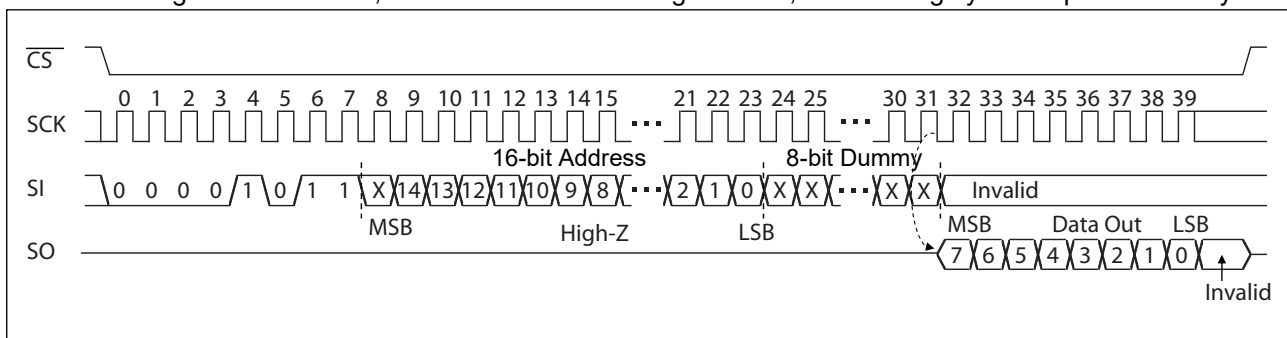 CS
0 1 2 3 4 5 6 7 8 9 10 11 12 13 14 15 21 22 23 24 25 30 31 32 33 34 35 36 37 38 39
SCK
16-bit Address 8-bit Dummy
SI 0 0 0 0 1 0 1 1 X 14 13 12 11 10 9 8 2 1 0 X X X X Invalid
MSB High-Z LSB MSB Data Out LSB
SO 7 6 5 4 3 2 1 0
Invalid